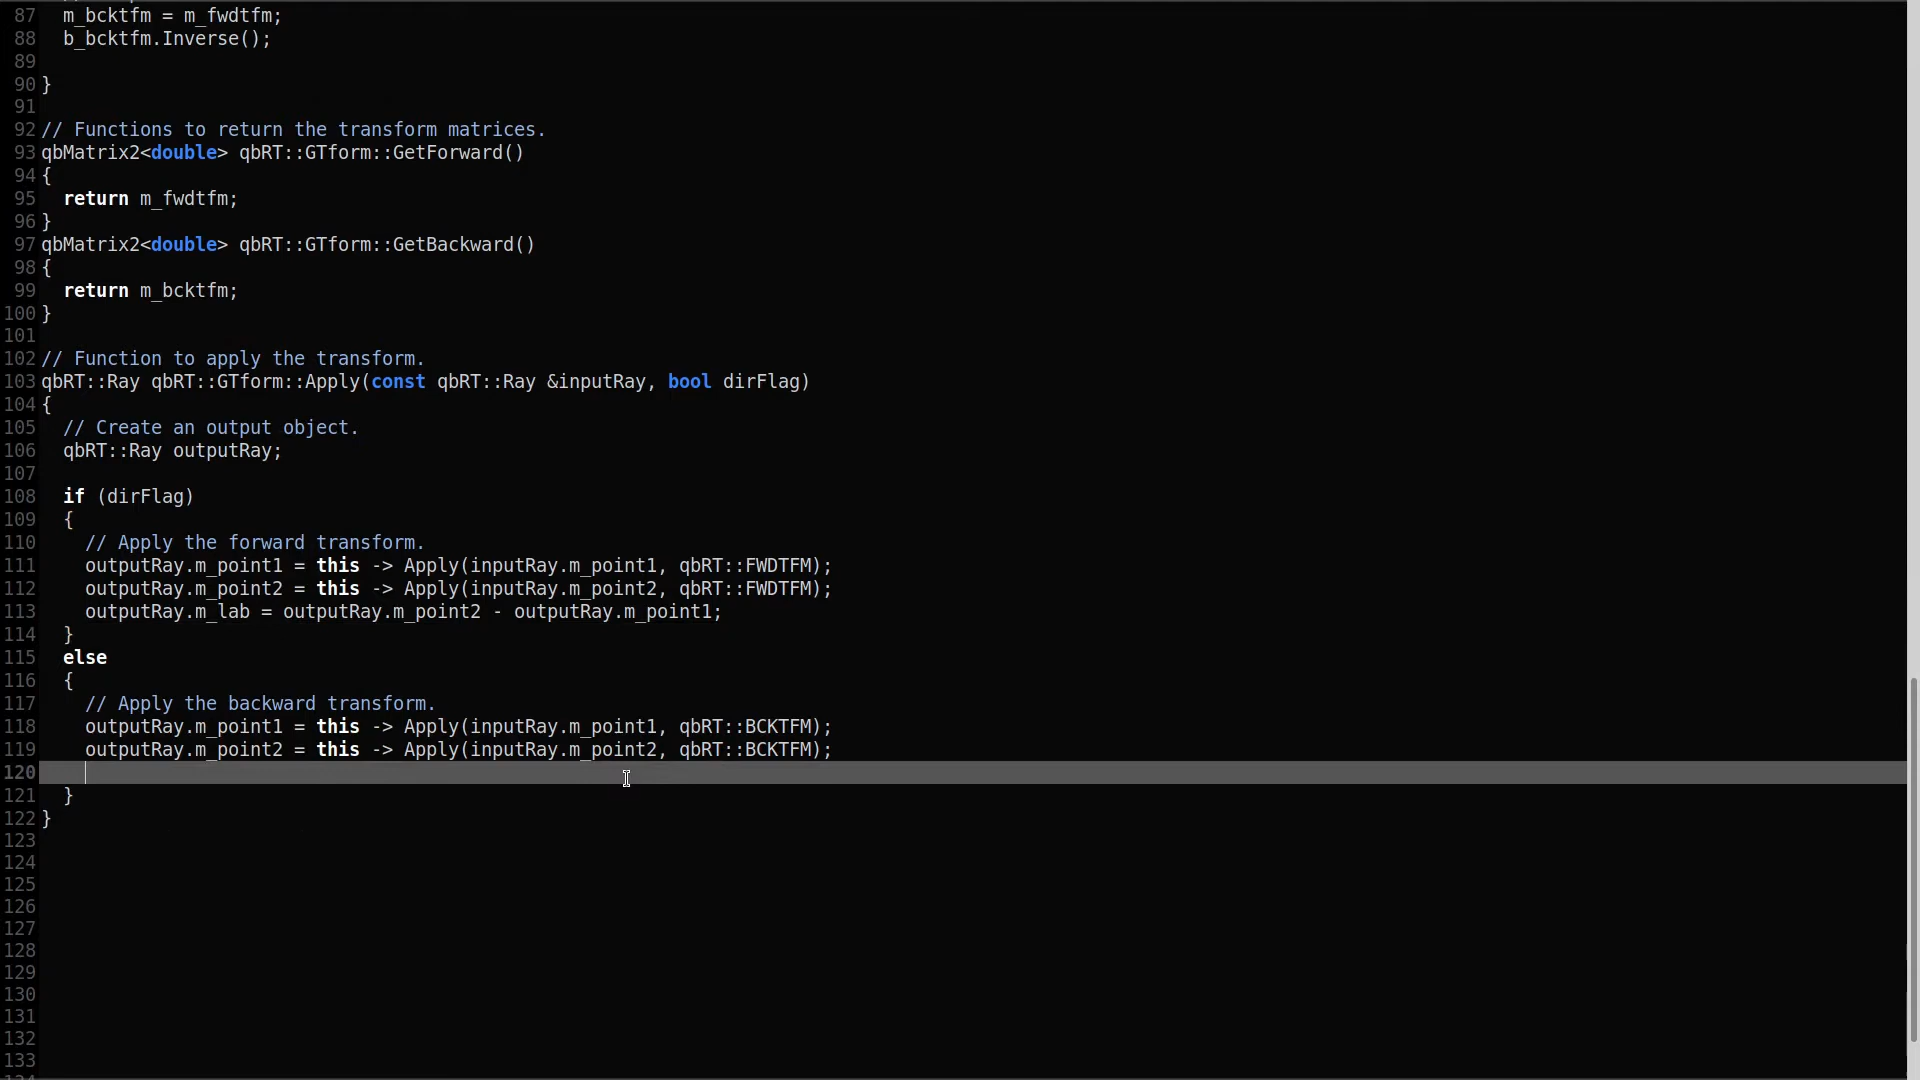 87 m_bcktfm = m_fwdtfm;
88 b_bcktfm.Inverse();
89
90 }
91
92 // Functions to return the transform matrices.
93 qbMatrix2<double> qbRT::GTform::GetForward()
94 {
95 return m_fwdtfm;
96 }
97 qbMatrix2<double> qbRT::GTform::GetBackward()
98 {
99 return m_bcktfm;
100 }
101
102 // Function to apply the transform.
103 qbRT::Ray qbRT::GTform::Apply(const qbRT::Ray &inputRay, bool dirFlag)
104 {
105 // Create an output object.
106 qbRT::Ray outputRay;
107
108 if (dirFlag)
109 {
110 // Apply the forward transform.
111 outputRay.m_point1 = this -> Apply(inputRay.m_point1, qbRT::FWDTFM);
112 outputRay.m_point2 = this -> Apply(inputRay.m_point2, qbRT::FWDTFM);
113 outputRay.m_lab = outputRay.m_point2 - outputRay.m_point1;
114 }
115 else
116 {
117 // Apply the backward transform.
118 outputRay.m_point1 = this -> Apply(inputRay.m_point1, qbRT::BCKTFM);
119 outputRay.m_point2 = this -> Apply(inputRay.m_point2, qbRT::BCKTFM);
120
121 }
122 }
123
124
125
126
127
128
129
130
131
132
133